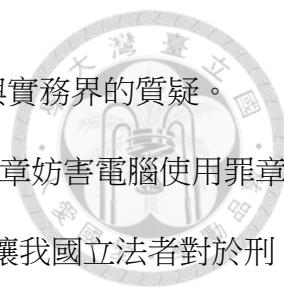 與實務界的質疑。
章妨害電腦使用罪章
讓我國立法者對於刑